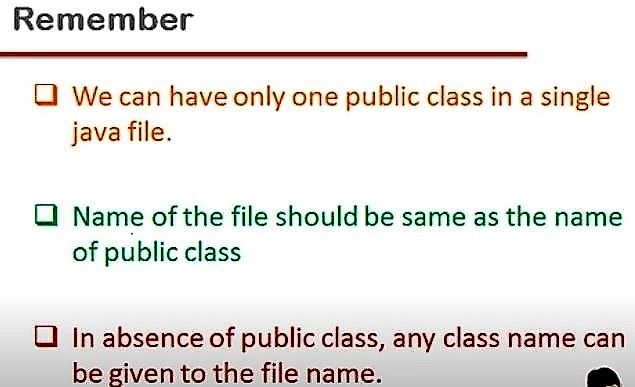 Remember
We can have only one public class in a single
java file.
Name of the file should be same as the name
of public class
In absence of public class, any class name can
be given to the file name.